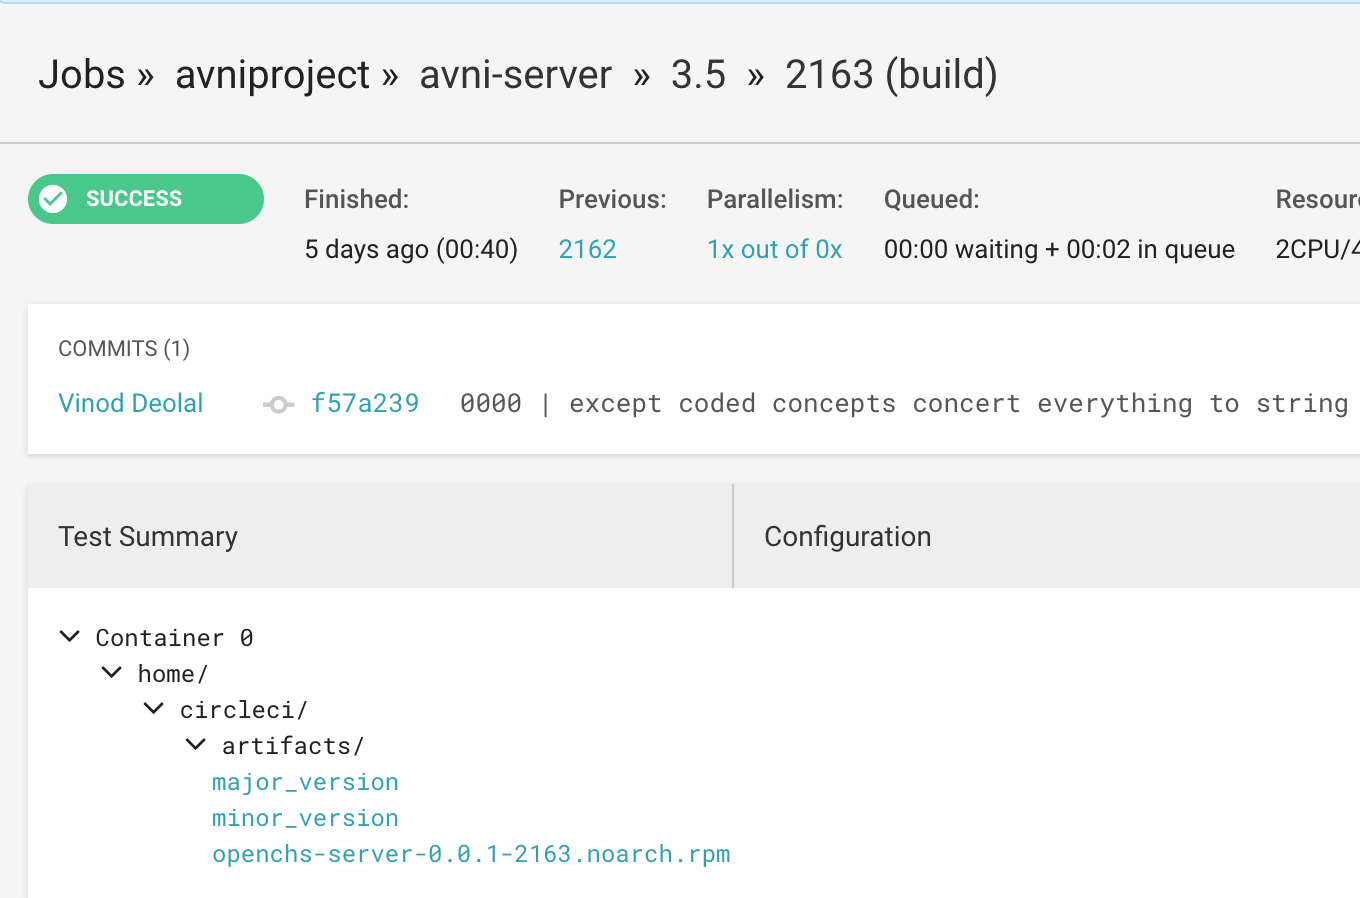 Jobs » avniproject » avni-server » 3.5 » 2163 (build)
SUCCESS
Finished:
5 days ago (00:40)
Previous:
2162
Parallelism:
1x out of 0x
Queued:
00:00 waiting + 00:02 in queue
Resour
2CPU/4
COMMITS (1)
Vinod Deolal f57a239 0000 | except coded concepts concert everything to string
Test Summary
Configuration
Container 0
home/
circleci/
artifacts/
major_version
minor_version
openchs-server-0.0.1-2163.noarch.rpm